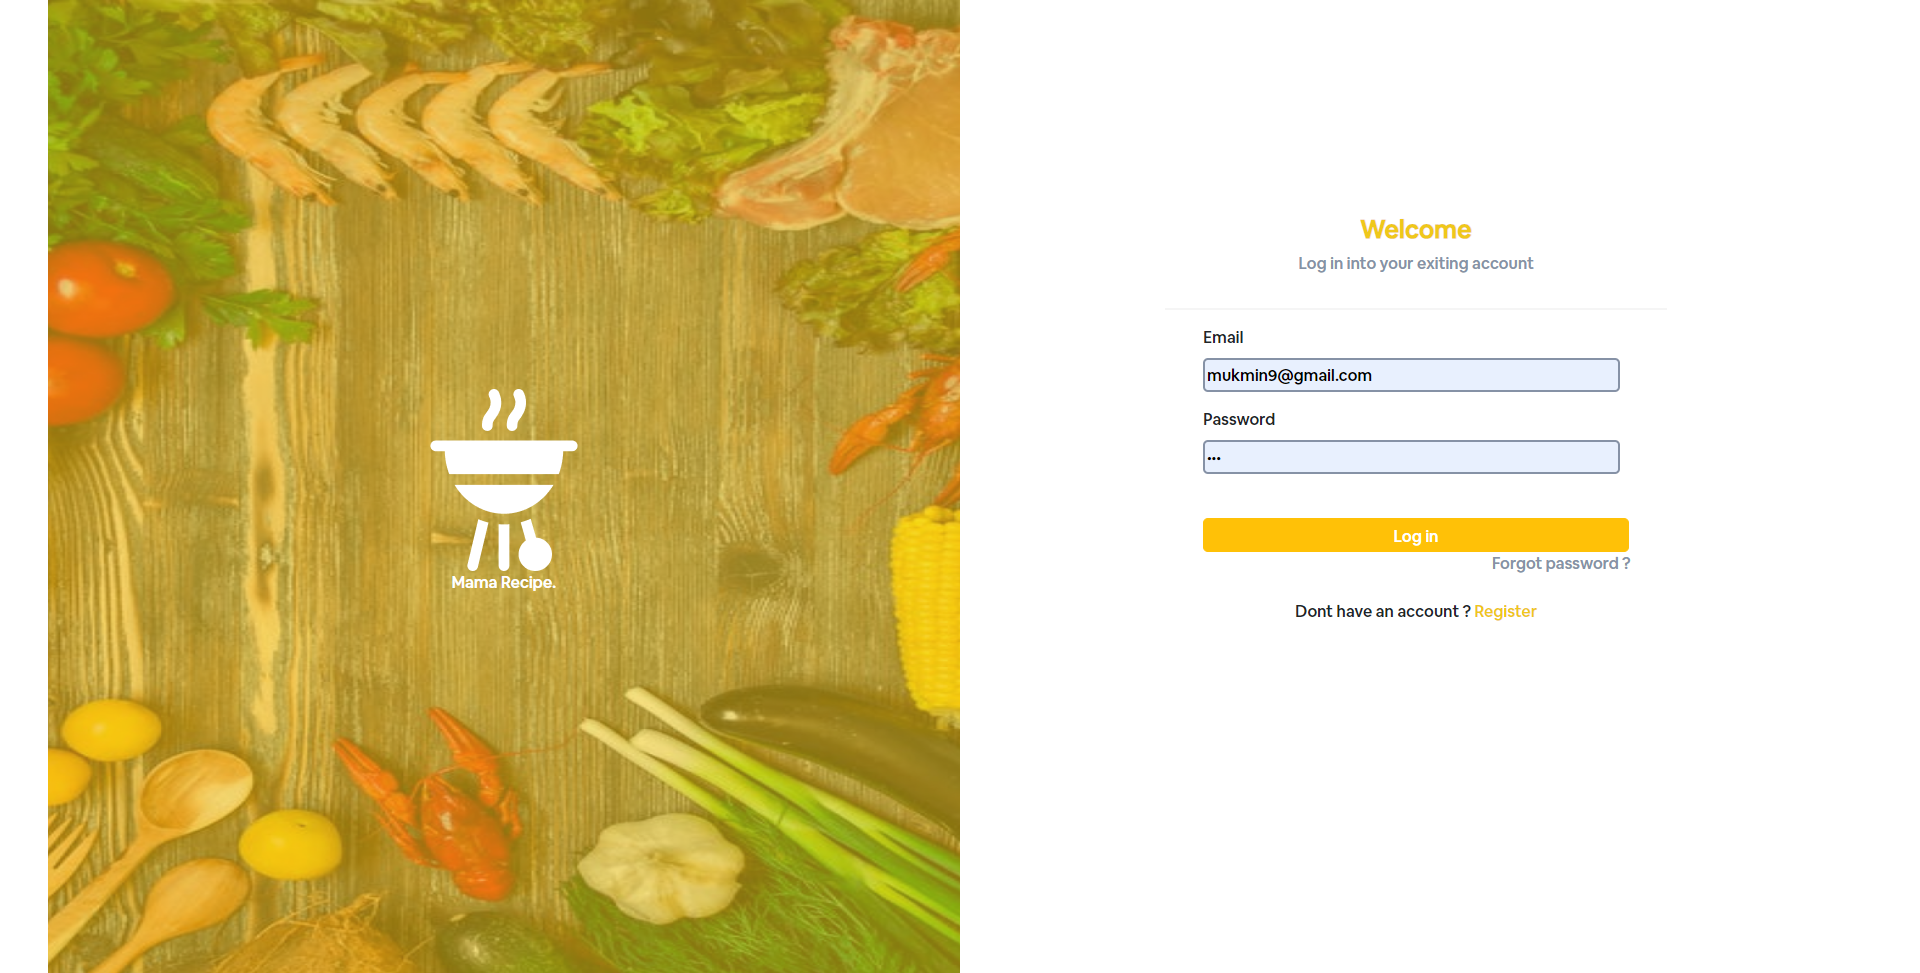 Mama Recipe.
Welcome
Log in into your exiting account
Email
mukmin9@gmail.com
Password
•••
Log in
Forgot password ?
Dont have an account ? Register